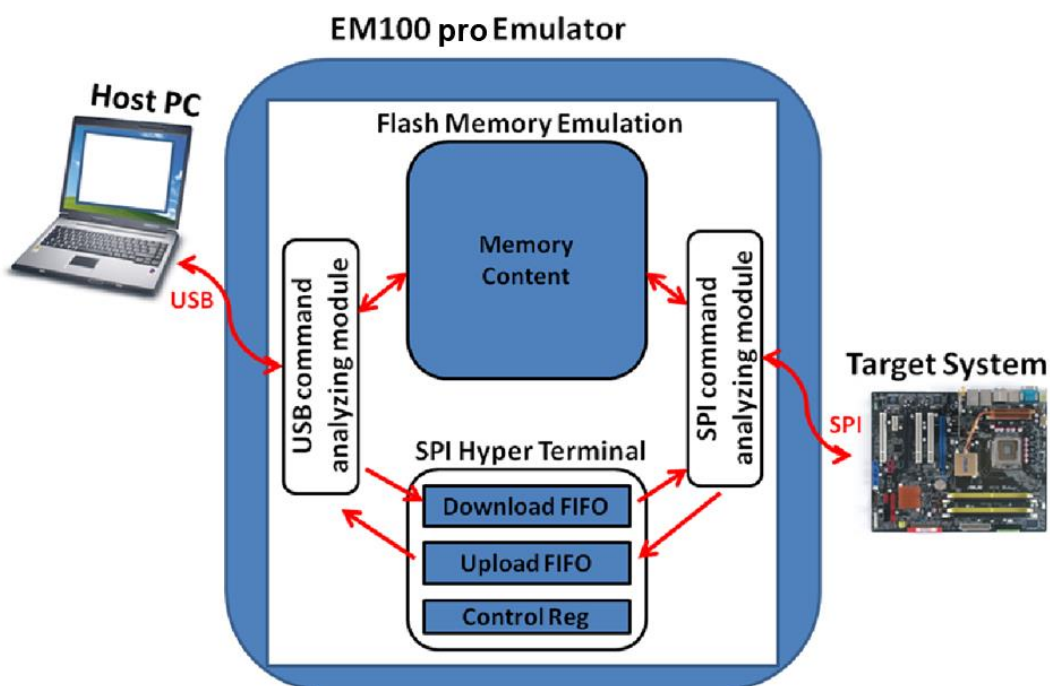 EM100 pro Emulator
Host PC
Flash Memory Emulation
Memory
Content
USB
USB command
analyzing module
SPI command
analyzing module
Target System
SPI
SPI Hyper Terminal
Download FIFO
Upload FIFO
Control Reg